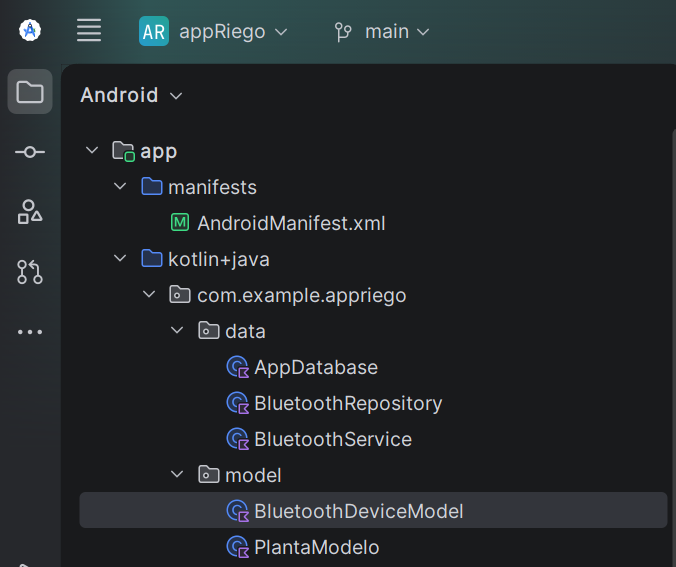 AR appRiego main
Android
app
manifests
M AndroidManifest.xml
kotlin+java
com.example.appriego
data
AppDatabase
BluetoothRepository
BluetoothService
model
BluetoothDeviceModel
PlantaModelo